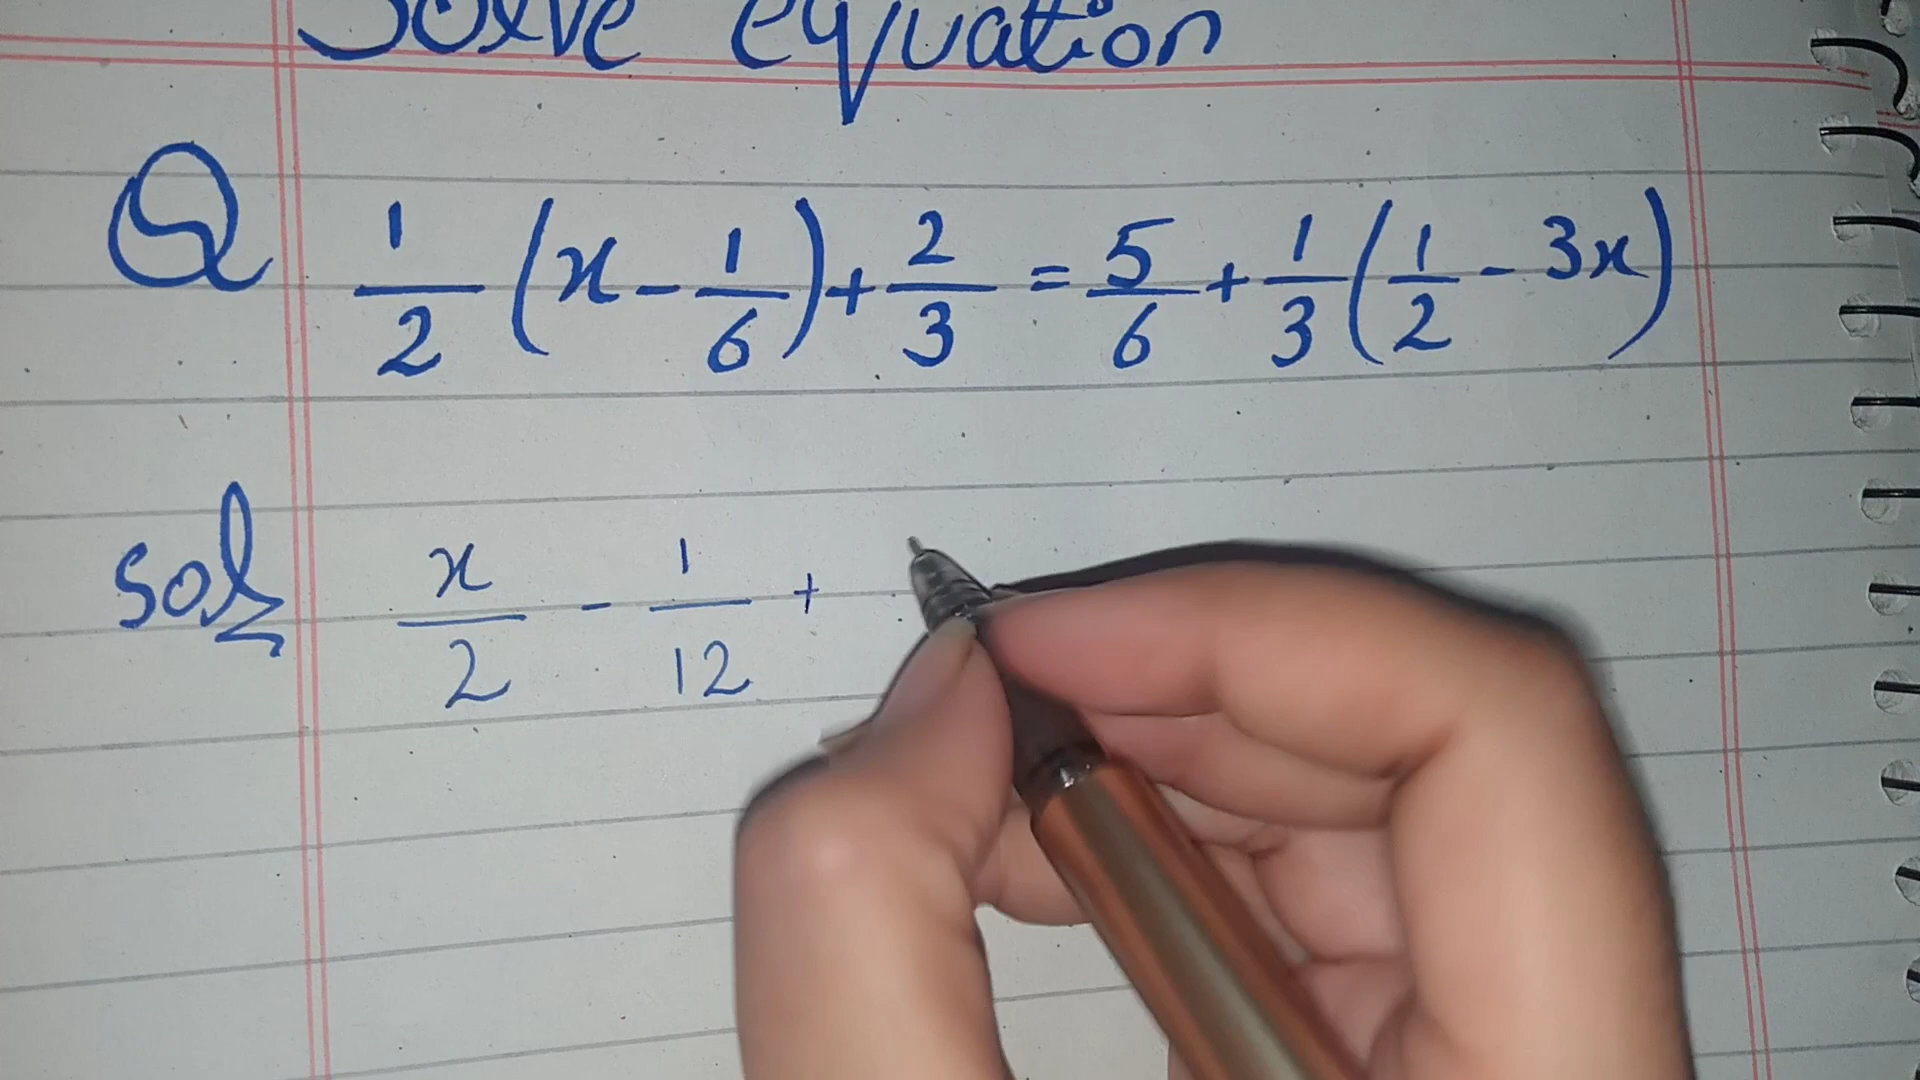 Solve equation
Q 1/2 (x - 1/6) + 2/3 = 5/6 + 1/3 (1/2 - 3x)
Sol x/2 - 1/12 +